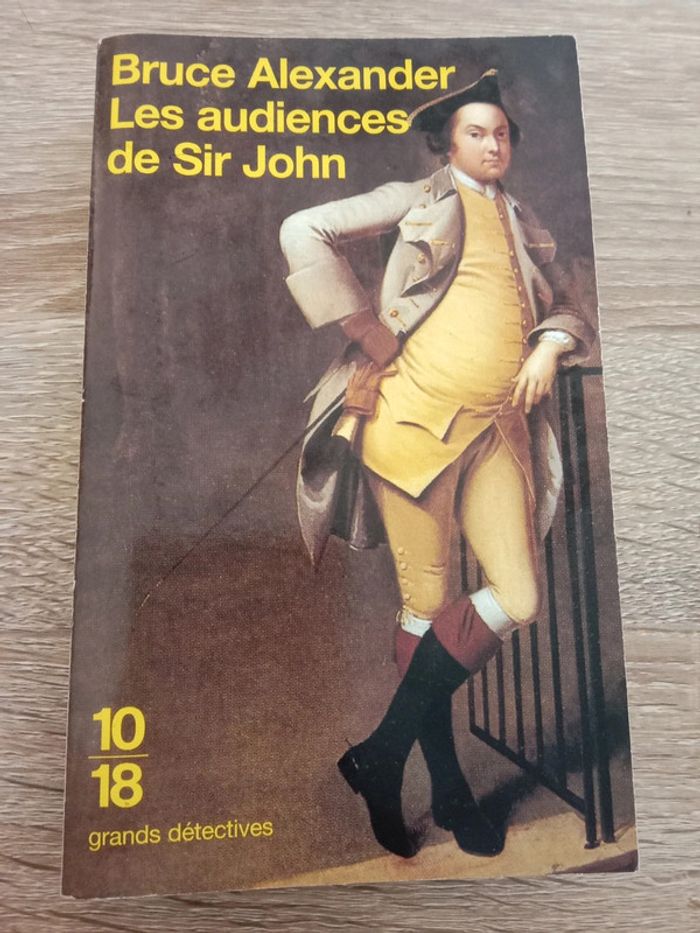 Bruce Alexander
Les audiences
de Sir John
10
18
grands détectives